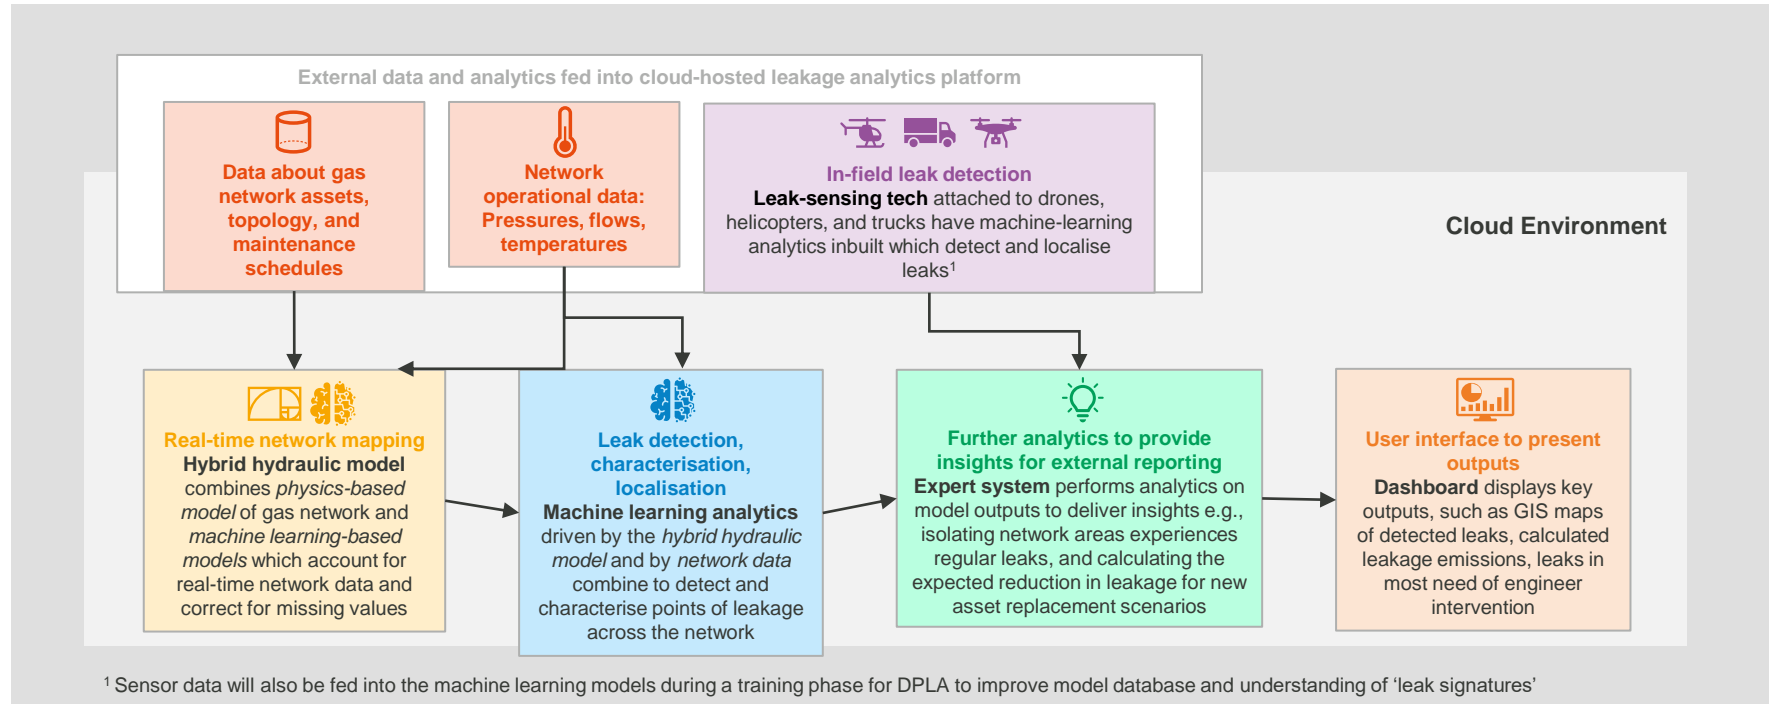 External data and analytics fed into cloud-hosted leakage analytics platform
Data about gas
network assets,
topology, and
maintenance
schedules
Network
operational data:
Pressures, flows,
temperatures
In-field leak detection
Leak-sensing tech attached to drones,
helicopters, and trucks have machine-learning
analytics inbuilt which detect and localise
leaks¹
Cloud Environment
Real-time network mapping
Hybrid hydraulic model
combines physics-based
model of gas network and
machine learning-based
models which account for
real-time network data and
correct for missing values
Leak detection,
characterisation,
localisation
Machine learning analytics
driven by the hybrid hydraulic
model and by network data
combine to detect and
characterise points of leakage
across the network
Further analytics to provide
insights for external reporting
Expert system performs analytics on
model outputs to deliver insights e.g.,
isolating network areas experiences
regular leaks, and calculating the
expected reduction in leakage for new
asset replacement scenarios
User interface to present
outputs
Dashboard displays key
outputs, such as GIS maps
of detected leaks, calculated
leakage emissions, leaks in
most need of engineer
intervention
¹ Sensor data will also be fed into the machine learning models during a training phase for DPLA to improve model database and understanding of ‘leak signatures’